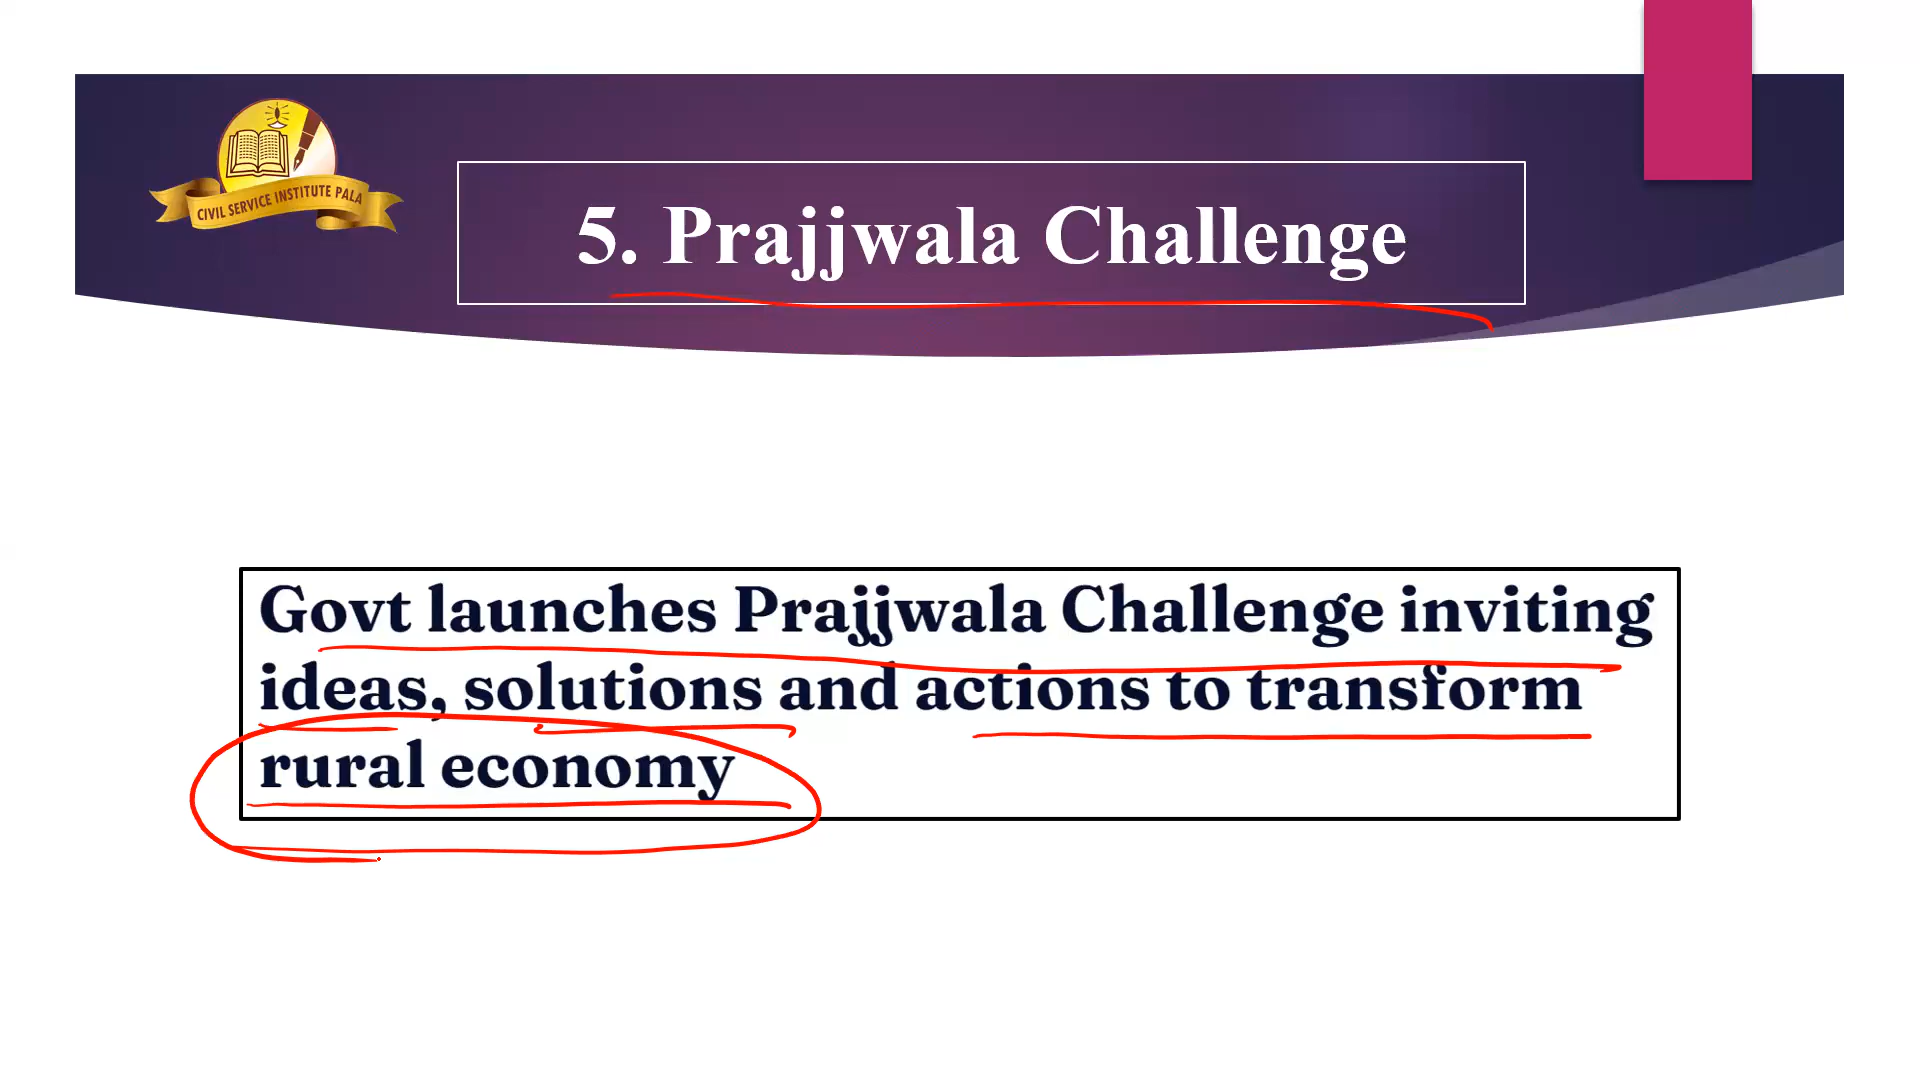 CIVIL SERVICE INSTITUTE PALA
5. Prajjwala Challenge
Govt launches Prajjwala Challenge inviting
ideas, solutions and actions to transform
rural economy